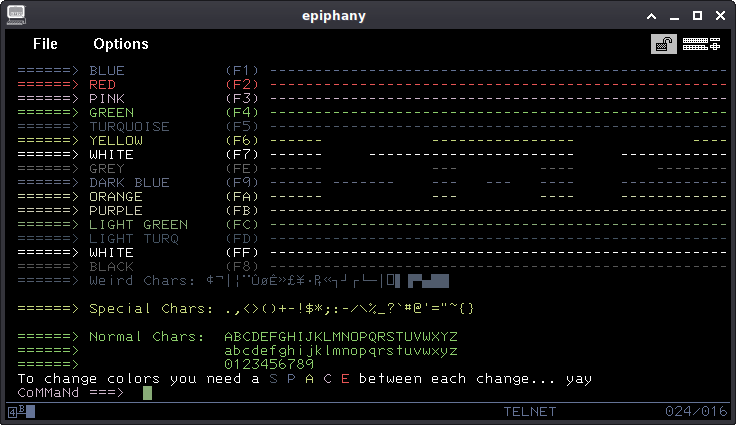 epiphany
File Options
======> BLUE (F1) ---------------------------------------------------
======> RED (F2) ---------------------------------------------------
======> PINK (F3) ---------------------------------------------------
======> GREEN (F4) ---------------------------------------------------
======> TURQUOISE (F5) ---------------------------------------------------
======> YELLOW (F6) ------ ---------------- ----
======> WHITE (F7) ------ ---------------- ------------
======> GREY (FE) --- ---
======> DARK BLUE (F9) ----- ------- --- --- ---
======> ORANGE (FA) ---------------------------------------------------
======> PURPLE (FB) ---------------------------------------------------
======> LIGHT GREEN (FC) ---------------------------------------------------
======> LIGHT TURQ (FD) ---------------------------------------------------
======> WHITE (FF) ---------------------------------------------------
======> BLACK (F8) ---------------------------------------------------
======> Weird Chars:
======> Special Chars: .,<>()+-!$*;:-/\%_?`#@'="~{}
======> Normal Chars: ABCDEFGHIJKLMNOPQRSTUVWXYZ
======> abcdefghijklmnopqrstuvwxyz
======> 0123456789
To change colors you need a S P A C E between each change... yay
CoMMaNd ===>
4 B TELNET 024/016